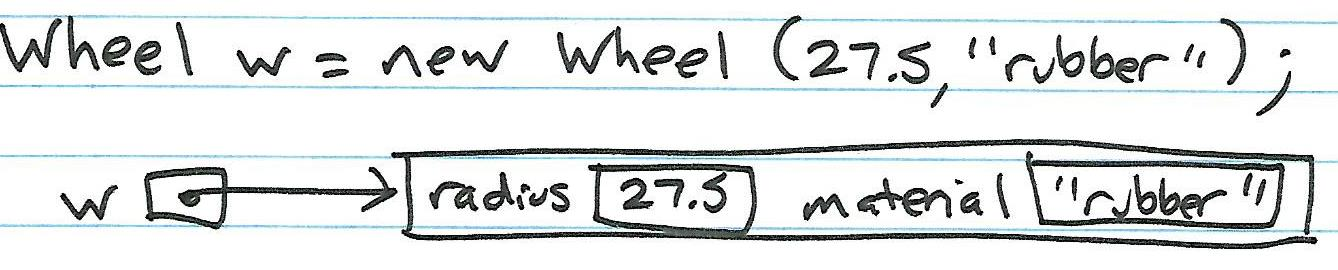 Wheel w = new Wheel (27.5, "rubber");
w radius 27.5 material "rubber"